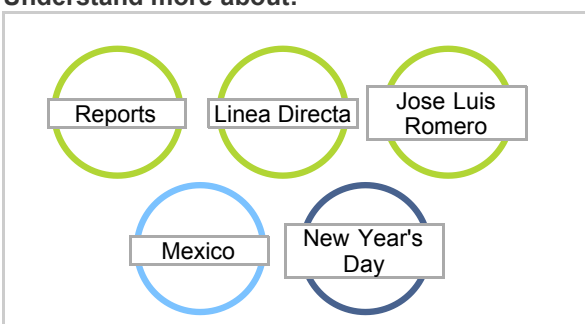 Understand more about:
Reports
Linea Directa
Jose Luis
Romero
Mexico
New Year's
Day